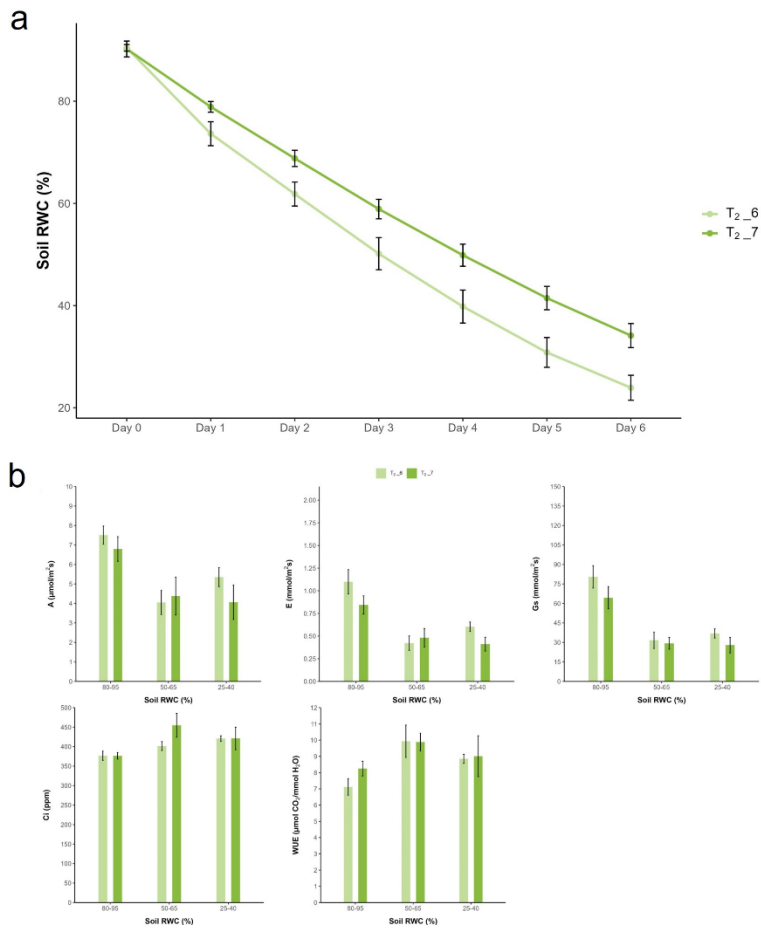 a
Soil RWC (%)
80
60
40
20
Day 0 Day 1 Day 2 Day 3 Day 4 Day 5 Day 6
T₂_6
T₂_7
b
T₂_6 T₂_7
A (µmol/m²s)
10
9
8
7
6
5
4
3
2
1
0
80-95 50-65 25-40
Soil RWC (%)
E (mmol/m²s)
2.00
1.75
1.50
1.25
1.00
0.75
0.50
0.25
0.00
80-95 50-65 25-40
Soil RWC (%)
Gs (mmol/m²s)
150
135
120
105
90
75
60
45
30
15
0
80-95 50-65 25-40
Soil RWC (%)
Ci (ppm)
500
450
400
350
300
250
200
150
100
50
0
80-95 50-65 25-40
Soil RWC (%)
WUE (µmol CO₂/mmol H₂O)
12
11
10
9
8
7
6
5
4
3
2
1
0
80-95 50-65 25-40
Soil RWC (%)